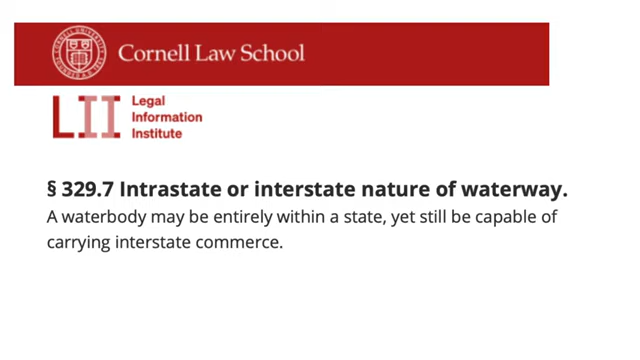 Cornell Law School
LII
Legal
Information
Institute
§ 329.7 Intrastate or interstate nature of waterway.
A waterbody may be entirely within a state, yet still be capable of
carrying interstate commerce.